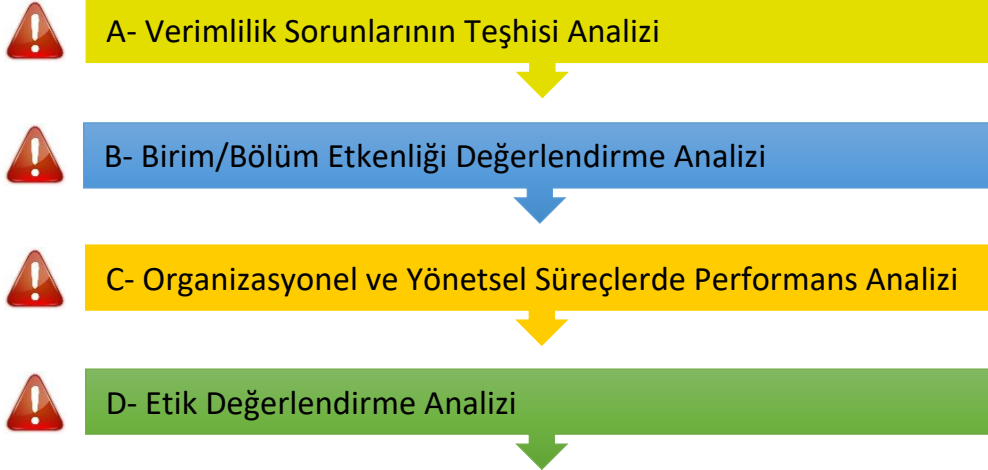 A- Verimlilik Sorunlarının Teşhisi Analizi
B- Birim/Bölüm Etkenliği Değerlendirme Analizi
C- Organizasyonel ve Yönetsel Süreçlerde Performans Analizi
D- Etik Değerlendirme Analizi